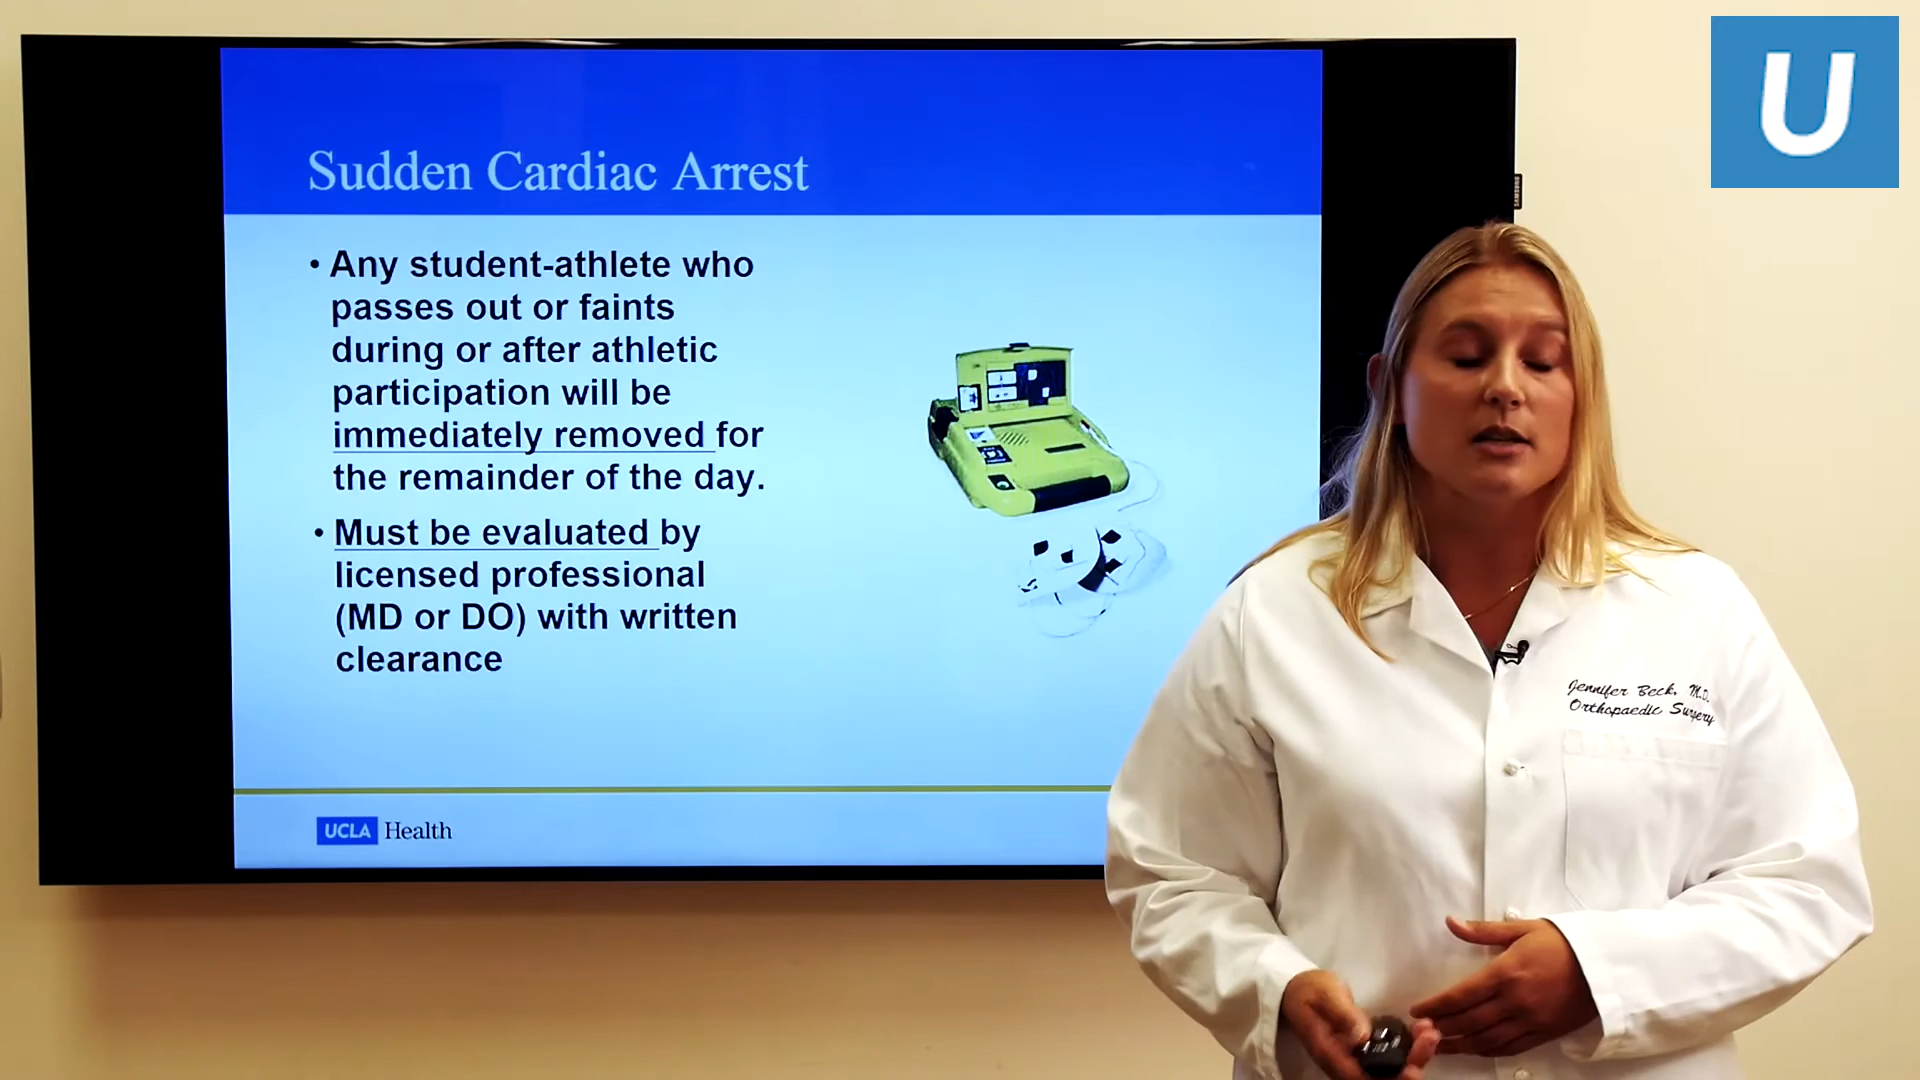 Sudden Cardiac Arrest
• Any student-athlete who
passes out or faints
during or after athletic
participation will be
immediately removed for
the remainder of the day.
• Must be evaluated by
licensed professional
(MD or DO) with written
clearance
UCLA Health
U
SAMSUNG
Jennifer Beck, M.D.
Orthopaedic Surgery